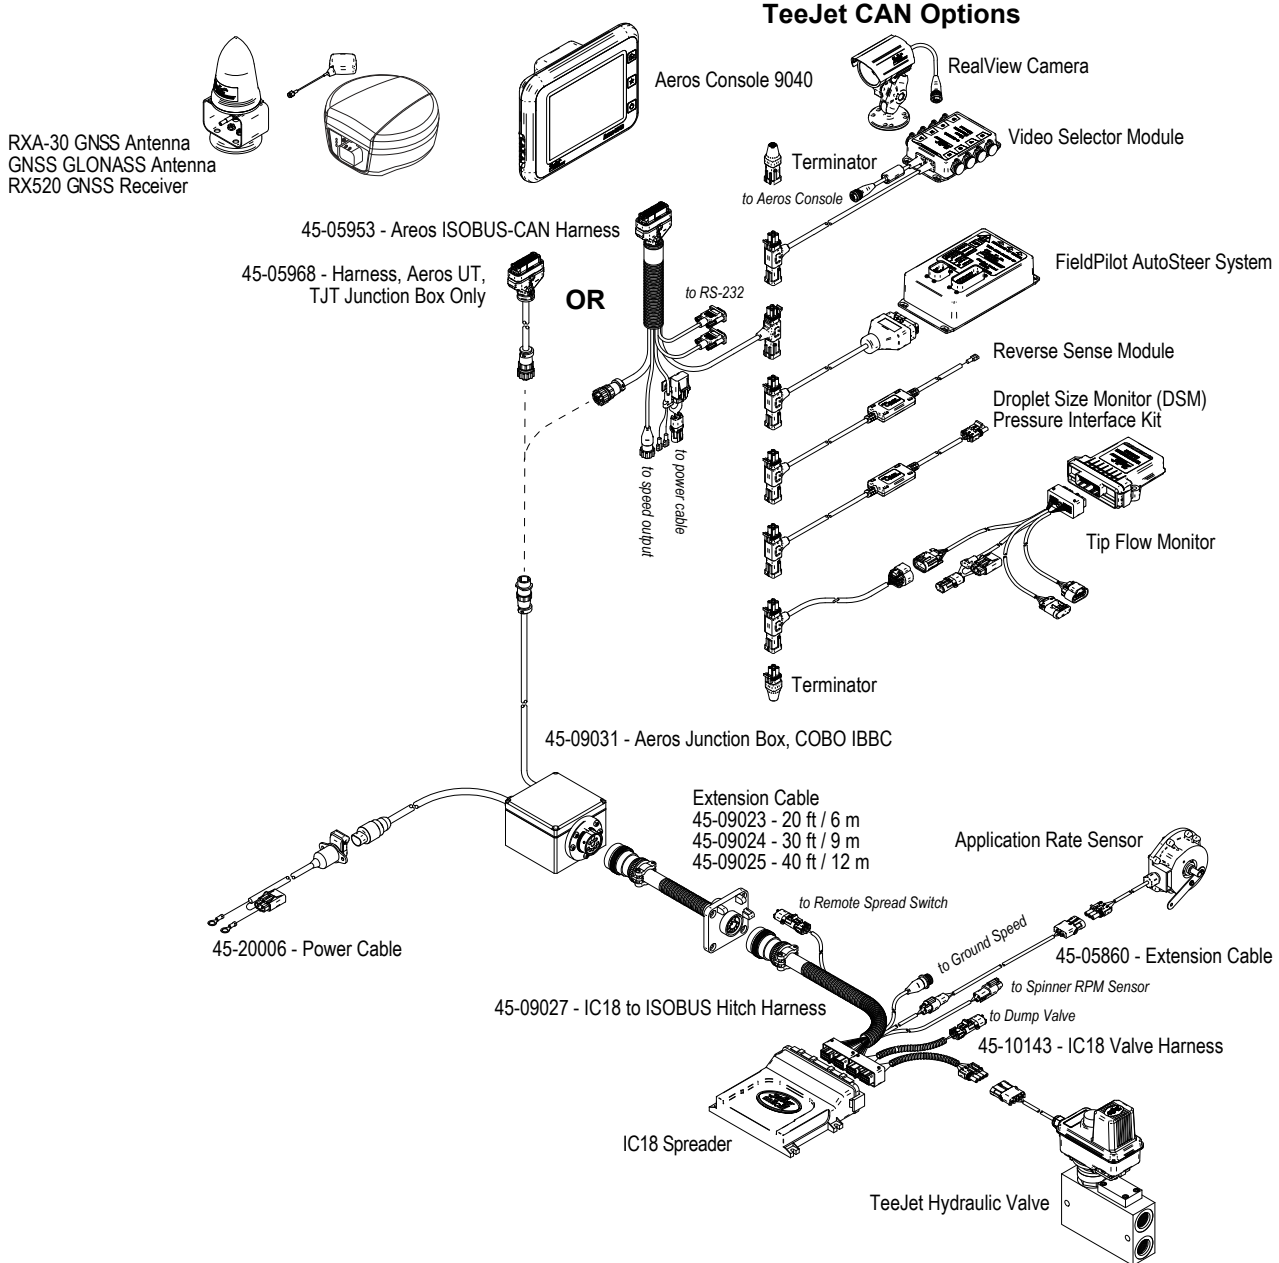 TeeJet CAN Options
RXA-30 GNSS Antenna
GNSS GLONASS Antenna
RX520 GNSS Receiver
Aeros Console 9040
RealView Camera
Video Selector Module
Terminator
to Aeros Console
45-05953 - Areos ISOBUS-CAN Harness
45-05968 - Harness, Aeros UT,
TJT Junction Box Only
OR
to RS-232
FieldPilot AutoSteer System
Reverse Sense Module
Droplet Size Monitor (DSM)
Pressure Interface Kit
to speed output
to power cable
Tip Flow Monitor
Terminator
45-09031 - Aeros Junction Box, COBO IBBC
Extension Cable
45-09023 - 20 ft / 6 m
45-09024 - 30 ft / 9 m
45-09025 - 40 ft / 12 m
Application Rate Sensor
to Remote Spread Switch
45-20006 - Power Cable
to Ground Speed
45-05860 - Extension Cable
to Spinner RPM Sensor
45-09027 - IC18 to ISOBUS Hitch Harness
to Dump Valve
45-10143 - IC18 Valve Harness
IC18 Spreader
TeeJet Hydraulic Valve